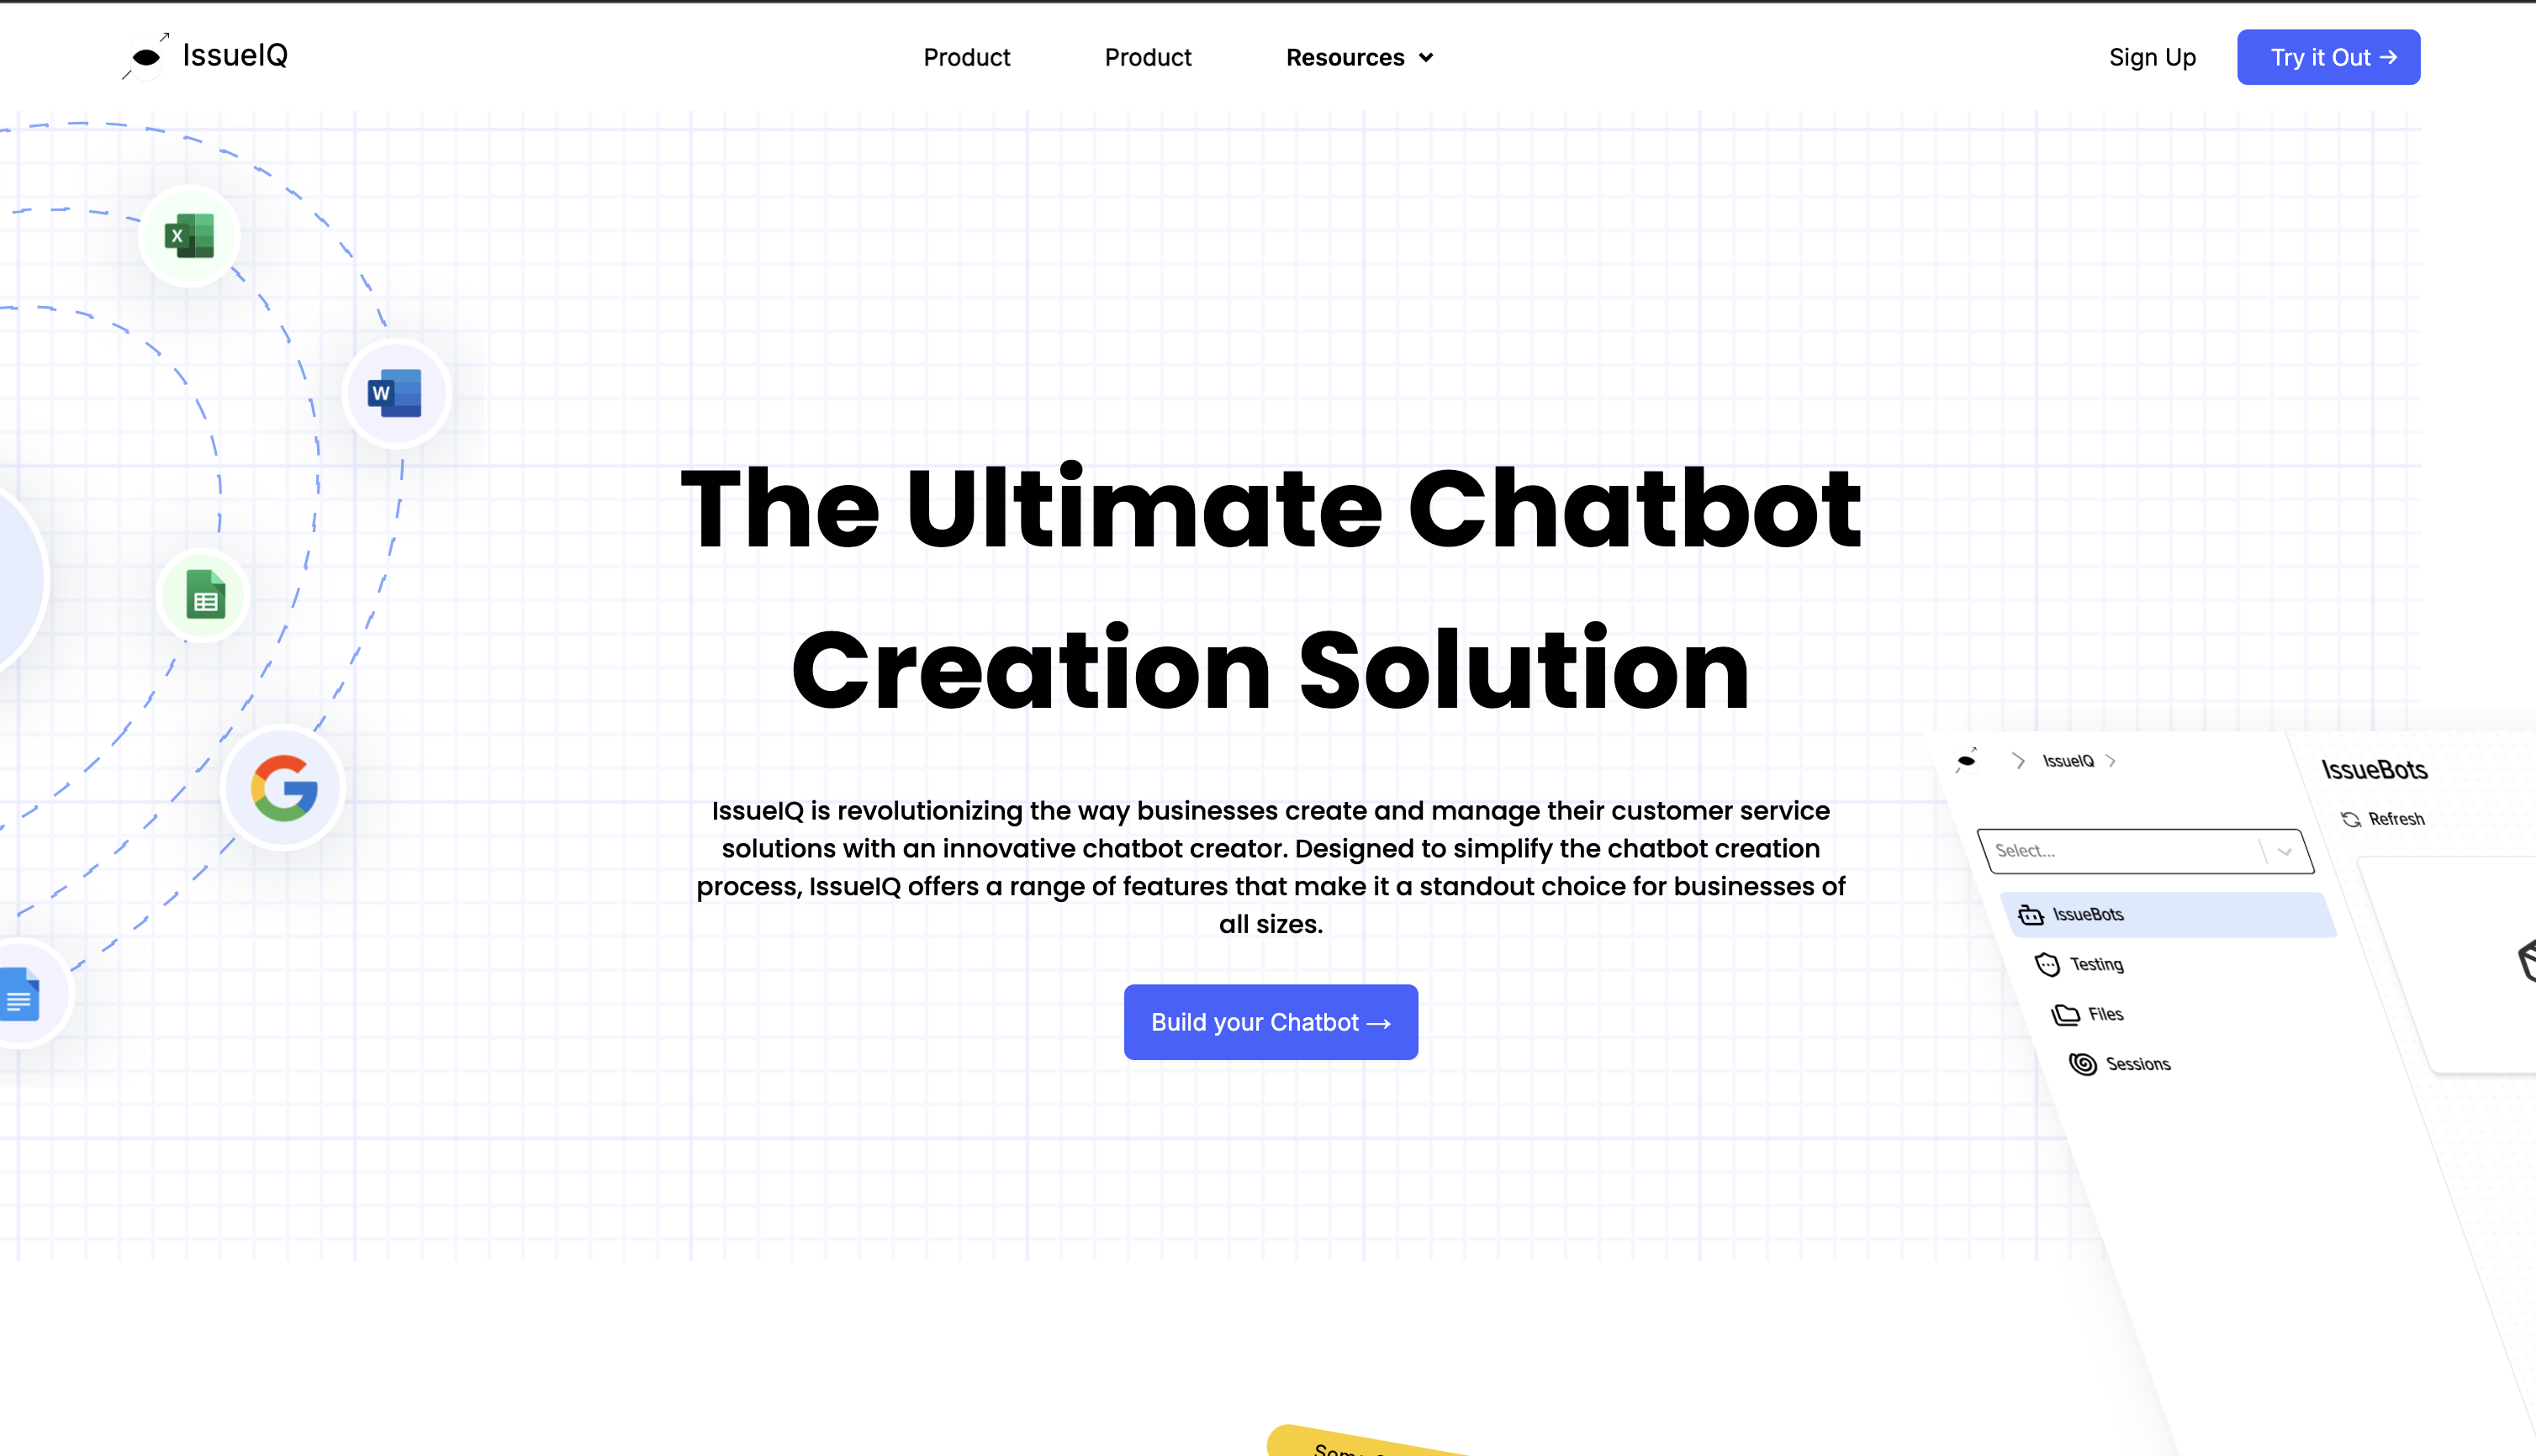 IssueIQ
Product
Product
Resources
Sign Up
Try it Out →
X
W
The Ultimate Chatbot
Creation Solution
IssueIQ is revolutionizing the way businesses create and manage their customer service
solutions with an innovative chatbot creator. Designed to simplify the chatbot creation
process, IssueIQ offers a range of features that make it a standout choice for businesses of
all sizes.
Build your Chatbot →
IssueIQ
IssueBots
Refresh
Select...
IssueBots
Testing
Files
Sessions